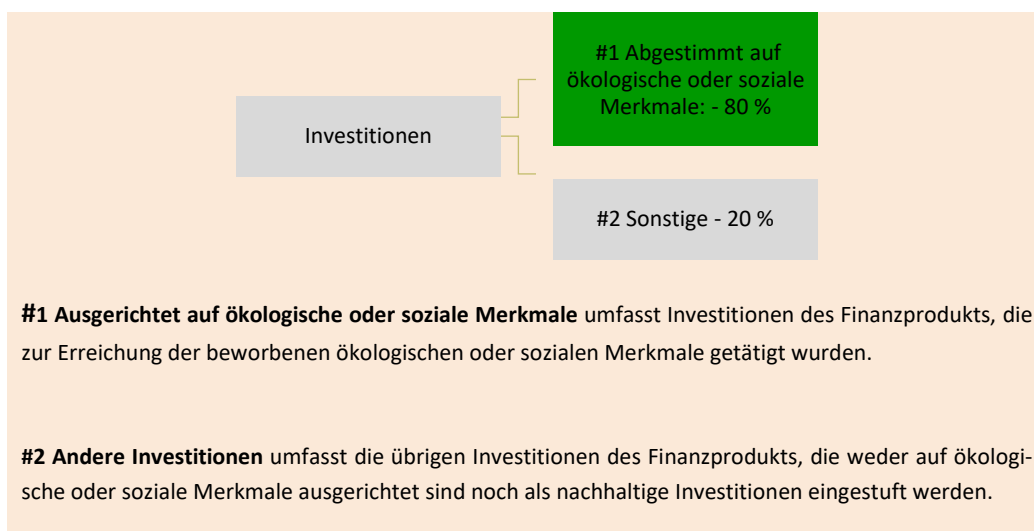 #1 Abgestimmt auf
ökologische oder soziale
Merkmale: - 80 %
Investitionen
#2 Sonstige - 20 %
#1 Ausgerichtet auf ökologische oder soziale Merkmale umfasst Investitionen des Finanzprodukts, die
zur Erreichung der beworbenen ökologischen oder sozialen Merkmale getätigt wurden.
#2 Andere Investitionen umfasst die übrigen Investitionen des Finanzprodukts, die weder auf ökologi-
sche oder soziale Merkmale ausgerichtet sind noch als nachhaltige Investitionen eingestuft werden.